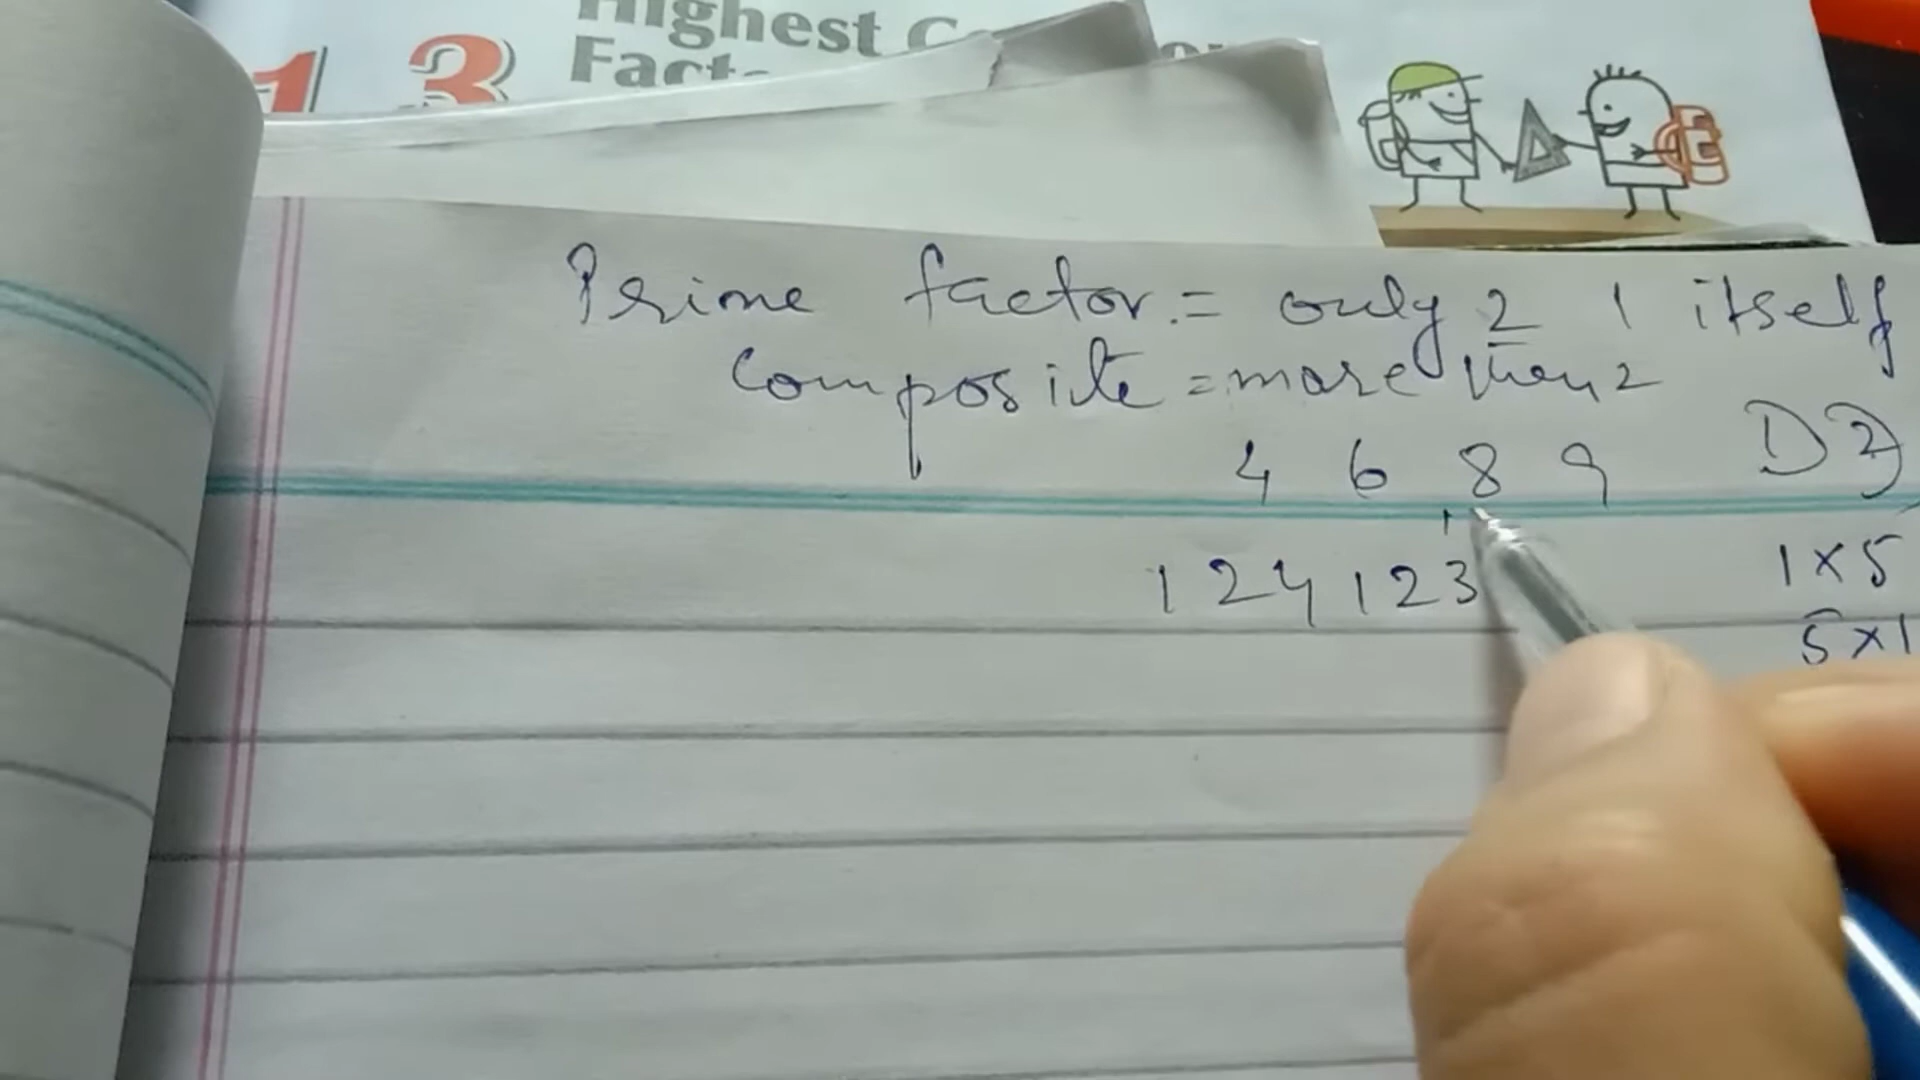 13 Highest
Fact
Prime factor.= only 2 1 itself
Composite = more than 2
4 6 8 9
1 2 4 1 2 3
1 x 5
5 x 1